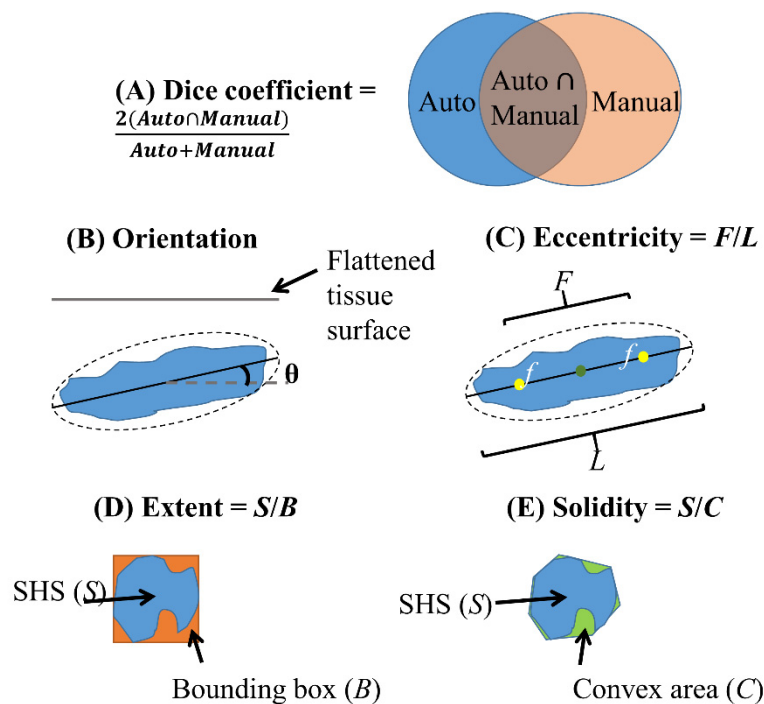 (A) Dice coefficient =
2(Auto∩Manual)
Auto+Manual
Auto
Auto ∩
Manual
Manual
(B) Orientation
Flattened
tissue
surface
θ
(C) Eccentricity = F/L
F
f
f
L
(D) Extent = S/B
SHS (S)
Bounding box (B)
(E) Solidity = S/C
SHS (S)
Convex area (C)